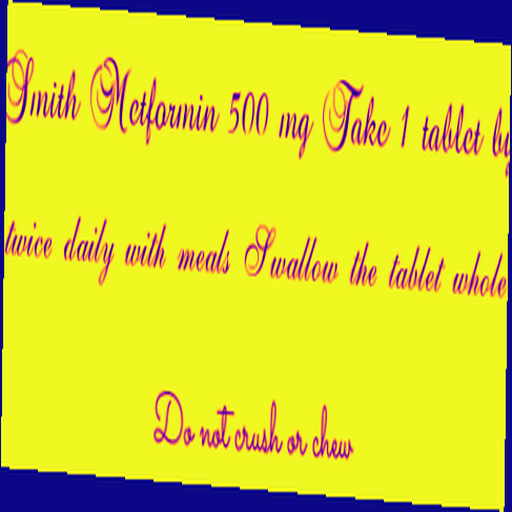 Smith Metformin 500 mg Take 1 tablet by
twice daily with meals Swallow the tablet whole
Do not crush or chew